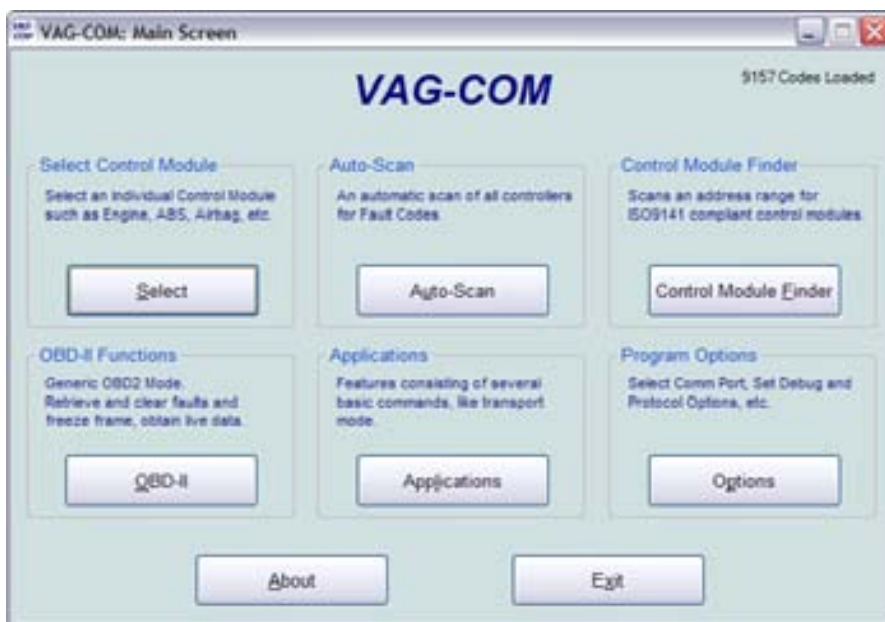 VAG-COM: Main Screen
VAG-COM
9157 Codes Loaded
Select Control Module
Select an Individual Control Module
such as Engine, ABS, Airbag, etc.
Select
Auto-Scan
An automatic scan of all controllers
for Fault Codes
Auto-Scan
Control Module Finder
Scans an address range for
ISO9141 compliant control modules
Control Module Finder
OBD-II Functions
Generic OBD2 Mode.
Retrieve and clear faults and
freeze frame, obtain live data.
OBD-II
Applications
Features consisting of several
basic commands, like transport
mode.
Applications
Program Options
Select Comm Port, Set Debug and
Protocol Options, etc.
Options
About
Exit